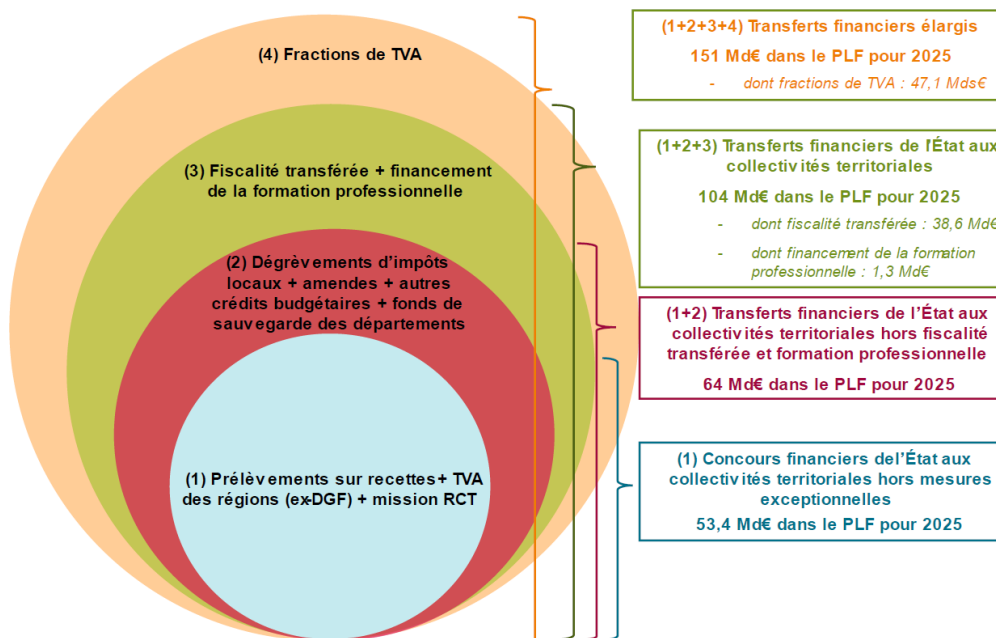 (4) Fractions de TVA
(3) Fiscalité transférée + financement
de la formation professionnelle
(2) Dégrèvements d'impôts
locaux + amendes + autres
crédits budgétaires + fonds de
sauvegarde des départements
(1) Prélèvements sur recettes + TVA
des régions (ex-DGF) + mission RCT
(1+2+3+4) Transferts financiers élargis
151 Md€ dans le PLF pour 2025
- dont fractions de TVA : 47,1 Mds€
(1+2+3) Transferts financiers de l'État aux
collectivités territoriales
104 Md€ dans le PLF pour 2025
- dont fiscalité transférée : 38,6 Md€
- dont financement de la formation
professionnelle : 1,3 Md€
(1+2) Transferts financiers de l'État aux
collectivités territoriales hors fiscalité
transférée et formation professionnelle
64 Md€ dans le PLF pour 2025
(1) Concours financiers de l'État aux
collectivités territoriales hors mesures
exceptionnelles
53,4 Md€ dans le PLF pour 2025